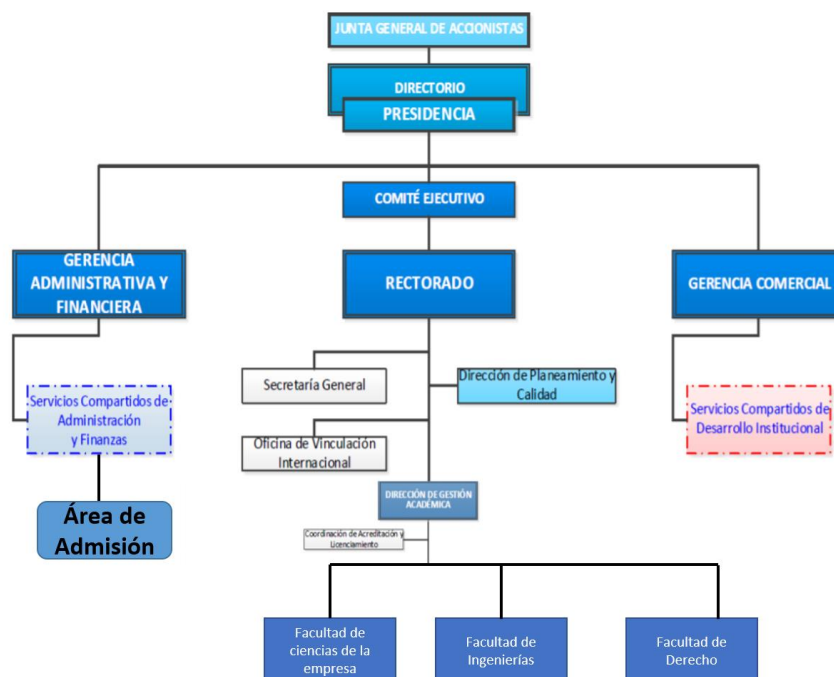 JUNTA GENERAL DE ACCIONISTAS
DIRECTORIO
PRESIDENCIA
COMITÉ EJECUTIVO
GERENCIA
ADMINISTRATIVA Y
FINANCIERA
RECTORADO
GERENCIA COMERCIAL
Secretaría General
Dirección de Planeamiento y
Calidad
Servicios Compartidos de
Administración
y Finanzas
Servicios Compartidos de
Desarrollo Institucional
Oficina de Vinculación
Internacional
DIRECCIÓN DE GESTIÓN
ACADÉMICA
Área de
Admisión
Coordinación de Acreditación y
Licenciamiento
Facultad de
ciencias de la
empresa
Facultad de
Ingenierías
Facultad de
Derecho